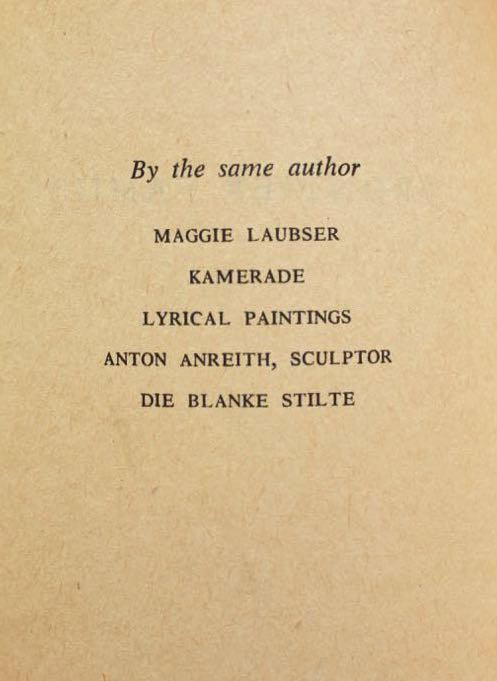 By the same author
MAGGIE LAUBSER
KAMERADE
LYRICAL PAINTINGS
ANTON ANREITH, SCULPTOR
DIE BLANKE STILTE